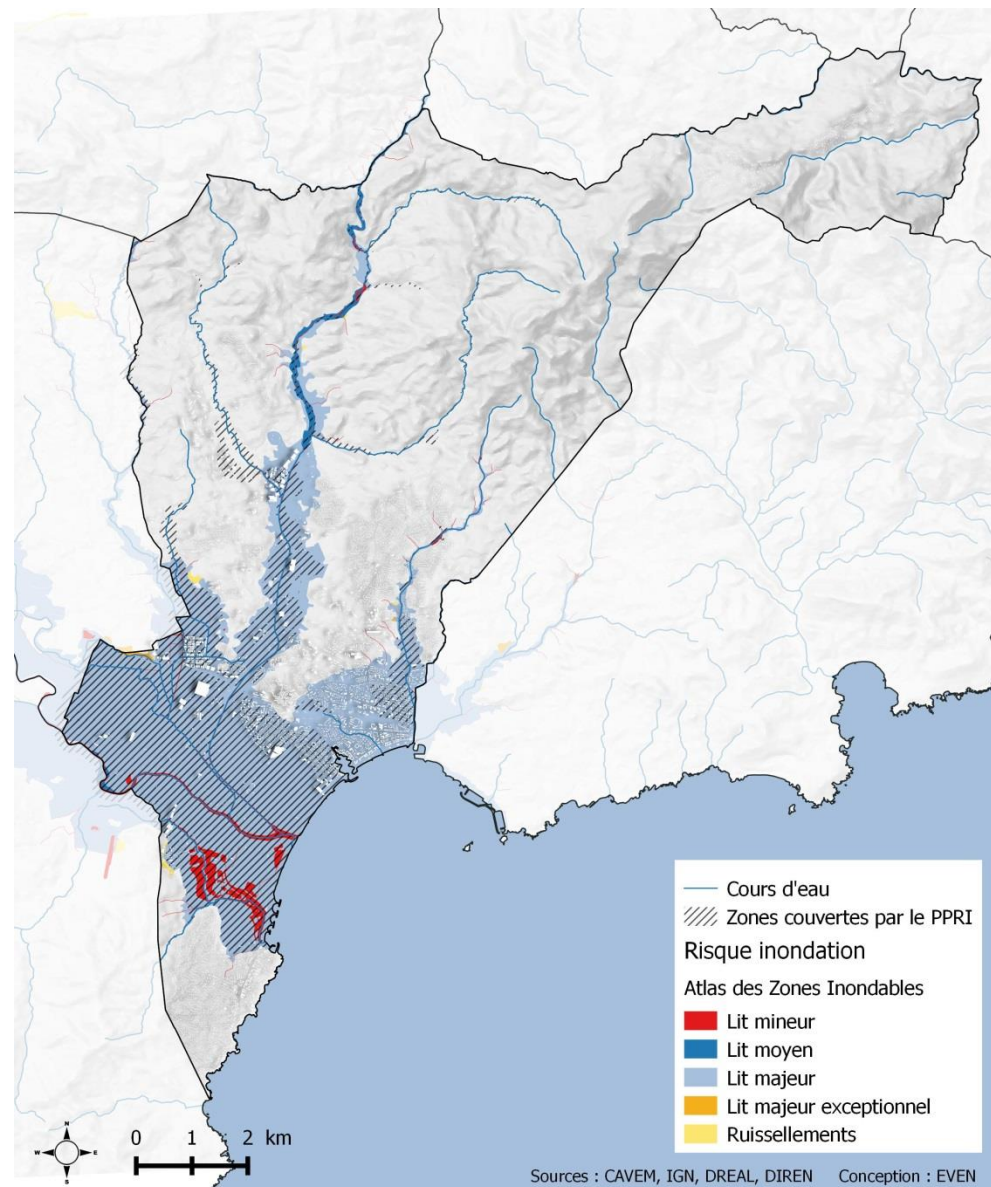 Cours d'eau
Zones couvertes par le PPRI
Risque inondation
Atlas des Zones Inondables
Lit mineur
Lit moyen
Lit majeur
Lit majeur exceptionnel
Ruissellements
N
W E
S
0 1 2 km
Sources : CAVEM, IGN, DREAL, DIREN Conception : EVEN